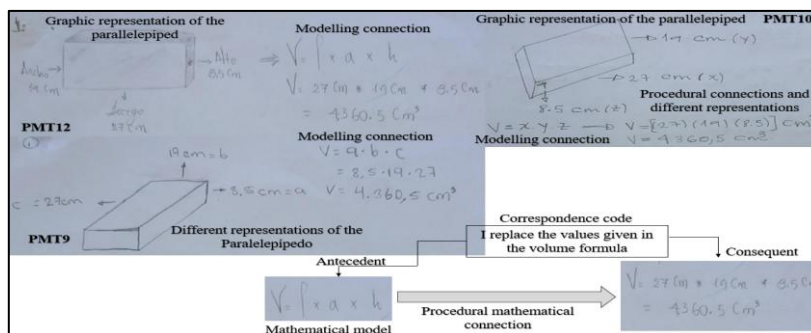 1.
Graphic representation of the
parallelepiped
Ancho
19 cm
Alto
8.5 cm
Largo
27 cm
PMT12
Modelling connection
V = l x a x h
V = 27 cm * 19 cm * 8.5 cm
= 4360.5 cm³
Graphic representation of the parallelepiped PMT10
19 cm (y)
27 cm (x)
8.5 cm (z)
Procedural connections and
different representations
V = x y z → V = [(27) (19) (8.5)] cm³
Modelling connection V = 4360,5 cm³
Modelling connection
V = a · b · c
= 8,5 · 19 · 27
V = 4.360,5 cm³
19 cm = b
8,5 cm = a
c = 27cm
PMT9
Different representations of the
Paralelepípedo
Correspondence code
I replace the values given in
the volume formula
Antecedent
Consequent
V = l x a x h
Mathematical model
Procedural mathematical
connection
V = 27 cm * 19 cm * 8.5 cm
= 4360.5 cm³